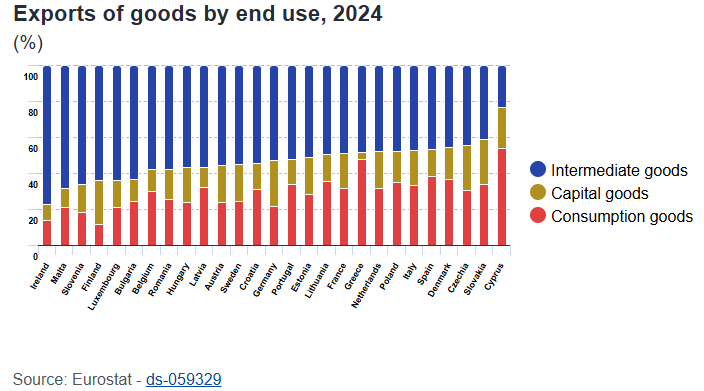 Exports of goods by end use, 2024
(%)
100
80
60
40
20
0
Ireland
Malta
Slovenia
Finland
Luxembourg
Bulgaria
Belgium
Romania
Hungary
Latvia
Austria
Sweden
Croatia
Germany
Portugal
Estonia
Lithuania
France
Greece
Netherlands
Poland
Italy
Spain
Denmark
Czechia
Slovakia
Cyprus
Intermediate goods
Capital goods
Consumption goods
Source: Eurostat - ds-059329